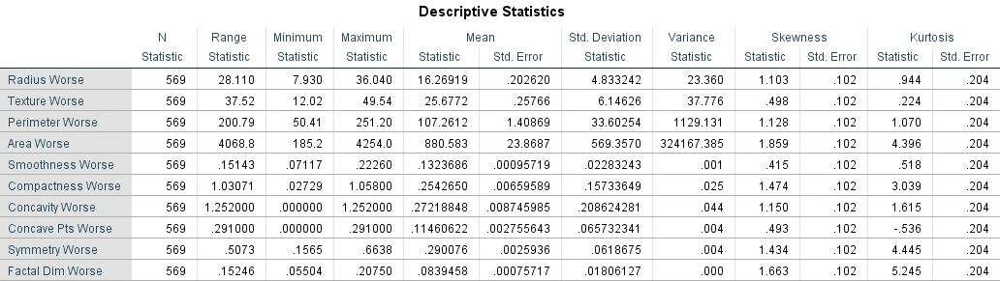 Descriptive Statistics
N Range Minimum Maximum Mean Std. Deviation Variance Skewness Kurtosis
Statistic Statistic Statistic Statistic Statistic Std. Error Statistic Statistic Statistic Std. Error Statistic Std. Error
Radius Worse 569 28.110 7.930 36.040 16.26919 .202620 4.833242 23.360 1.103 .102 .944 .204
Texture Worse 569 37.52 12.02 49.54 25.6772 .25766 6.14626 37.776 .498 .102 .224 .204
Perimeter Worse 569 200.79 50.41 251.20 107.2612 1.40869 33.60254 1129.131 1.128 .102 1.070 .204
Area Worse 569 4068.8 185.2 4254.0 880.583 23.8687 569.3570 324167.385 1.859 .102 4.396 .204
Smoothness Worse 569 .15143 .07117 .22260 .1323686 .00095719 .02283243 .001 .415 .102 .518 .204
Compactness Worse 569 1.03071 .02729 1.05800 .2542650 .00659589 .15733649 .025 1.474 .102 3.039 .204
Concavity Worse 569 1.252000 .000000 1.252000 .27218848 .008745985 .208624281 .044 1.150 .102 1.615 .204
Concave Pts Worse 569 .291000 .000000 .291000 .11460622 .002755643 .065732341 .004 .493 .102 -.536 .204
Symmetry Worse 569 .5073 .1565 .6638 .290076 .0025936 .0618675 .004 1.434 .102 4.445 .204
Factal Dim Worse 569 .15246 .05504 .20750 .0839458 .00075717 .01806127 .000 1.663 .102 5.245 .204